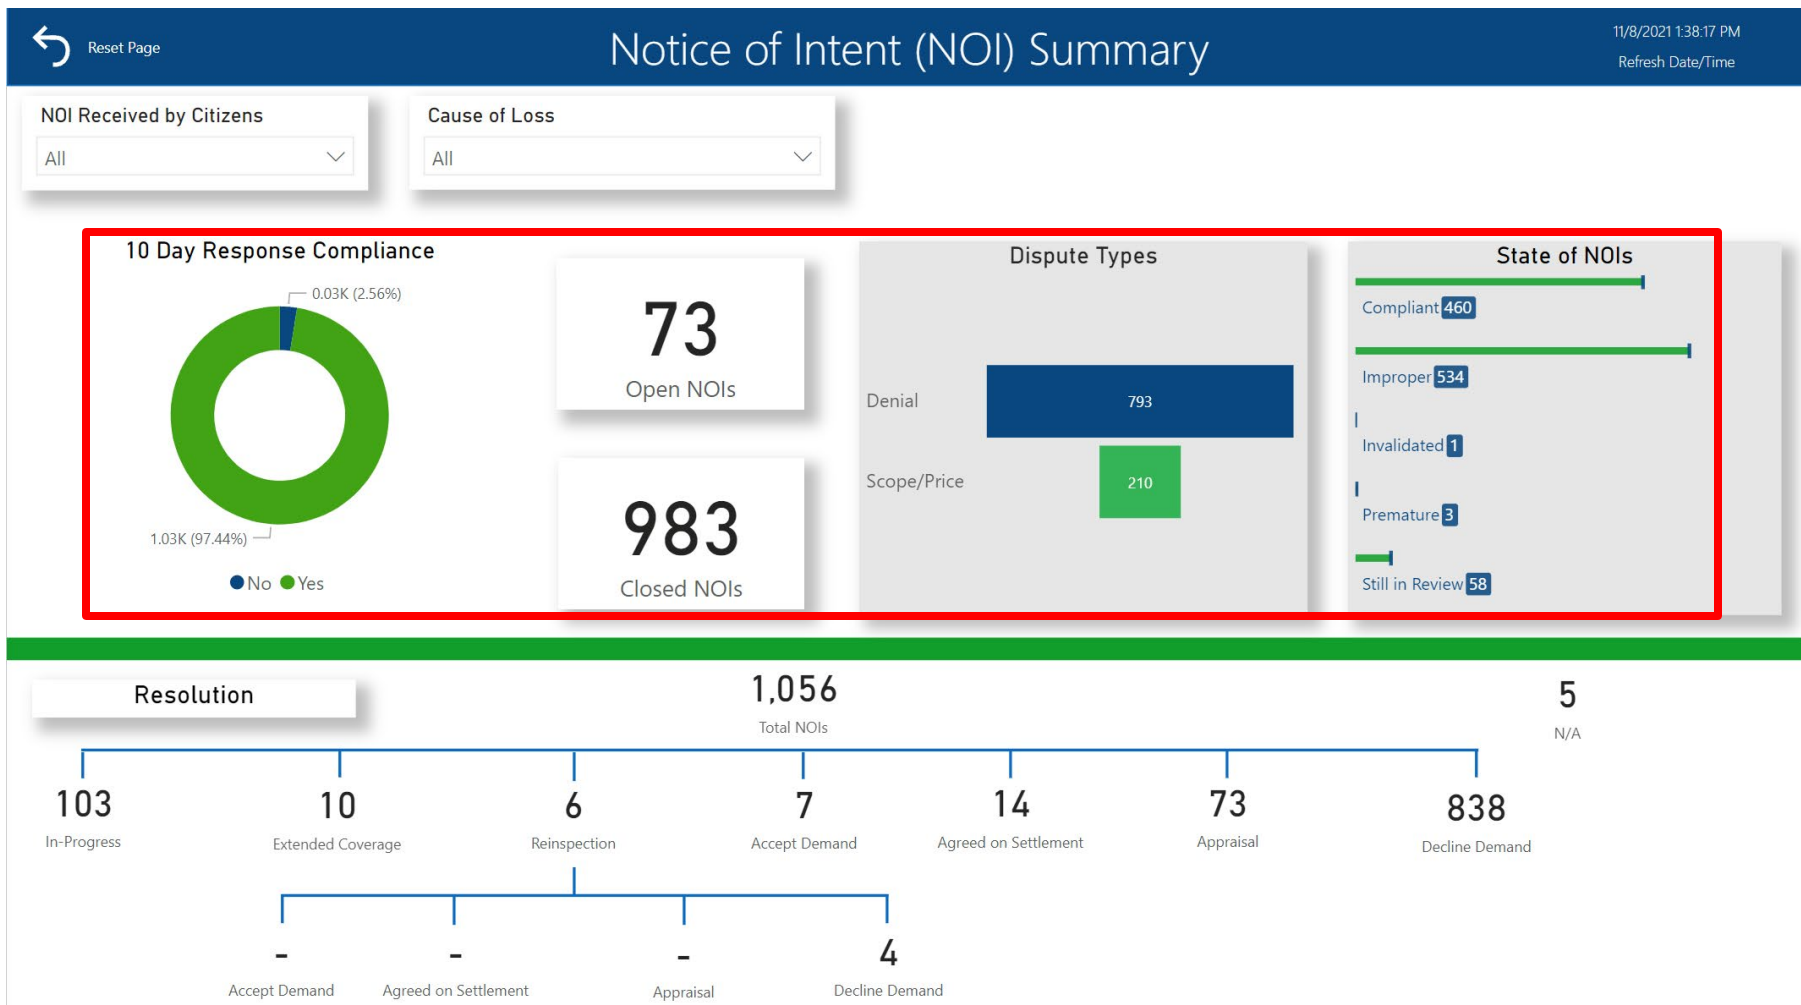 Reset Page
Notice of Intent (NOI) Summary
11/8/2021 1:38:17 PM
Refresh Date/Time
NOI Received by Citizens
All
Cause of Loss
All
10 Day Response Compliance
0.03K (2.56%)
1.03K (97.44%)
No Yes
73
Open NOIs
983
Closed NOIs
Dispute Types
Denial 793
Scope/Price 210
State of NOIs
Compliant 460
Improper 534
Invalidated 1
Premature 3
Still in Review 58
Resolution
1,056
Total NOIs
5
N/A
103
In-Progress
10
Extended Coverage
6
Reinspection
7
Accept Demand
14
Agreed on Settlement
73
Appraisal
838
Decline Demand
-
Accept Demand
-
Agreed on Settlement
-
Appraisal
4
Decline Demand